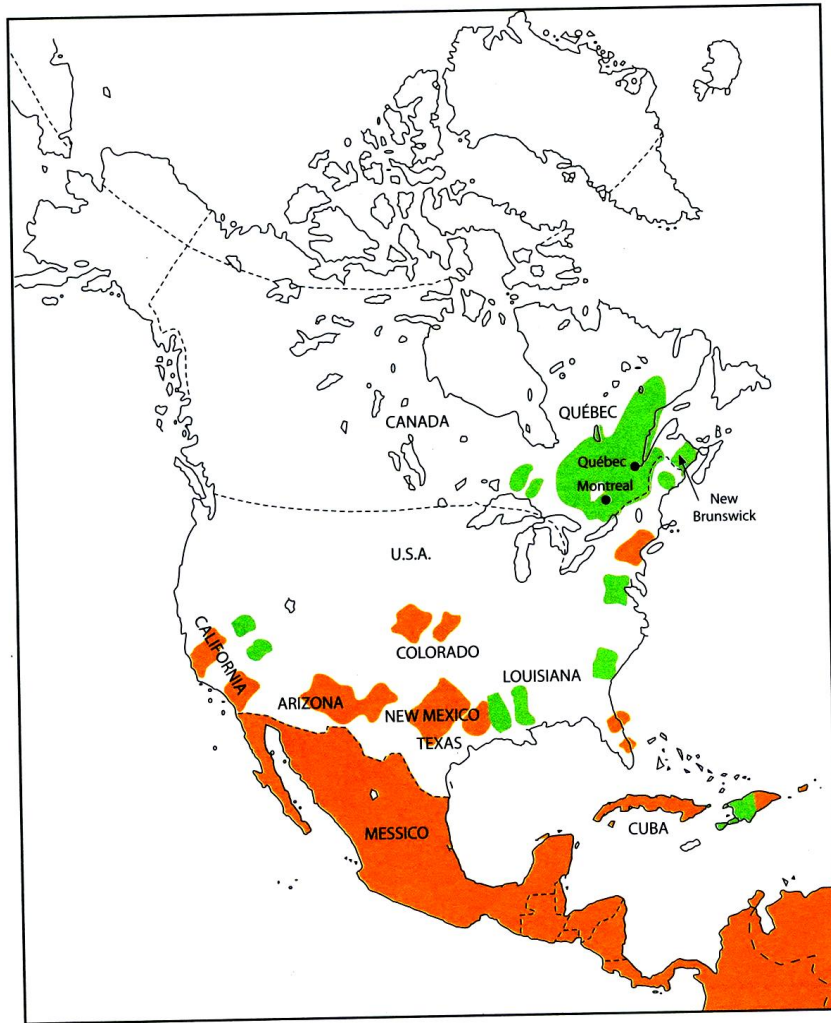 CANADA
QUÉBEC
Québec
Montreal
New
Brunswick
U.S.A.
CALIFORNIA
COLORADO
LOUISIANA
ARIZONA
NEW MEXICO
TEXAS
MESSICO
CUBA